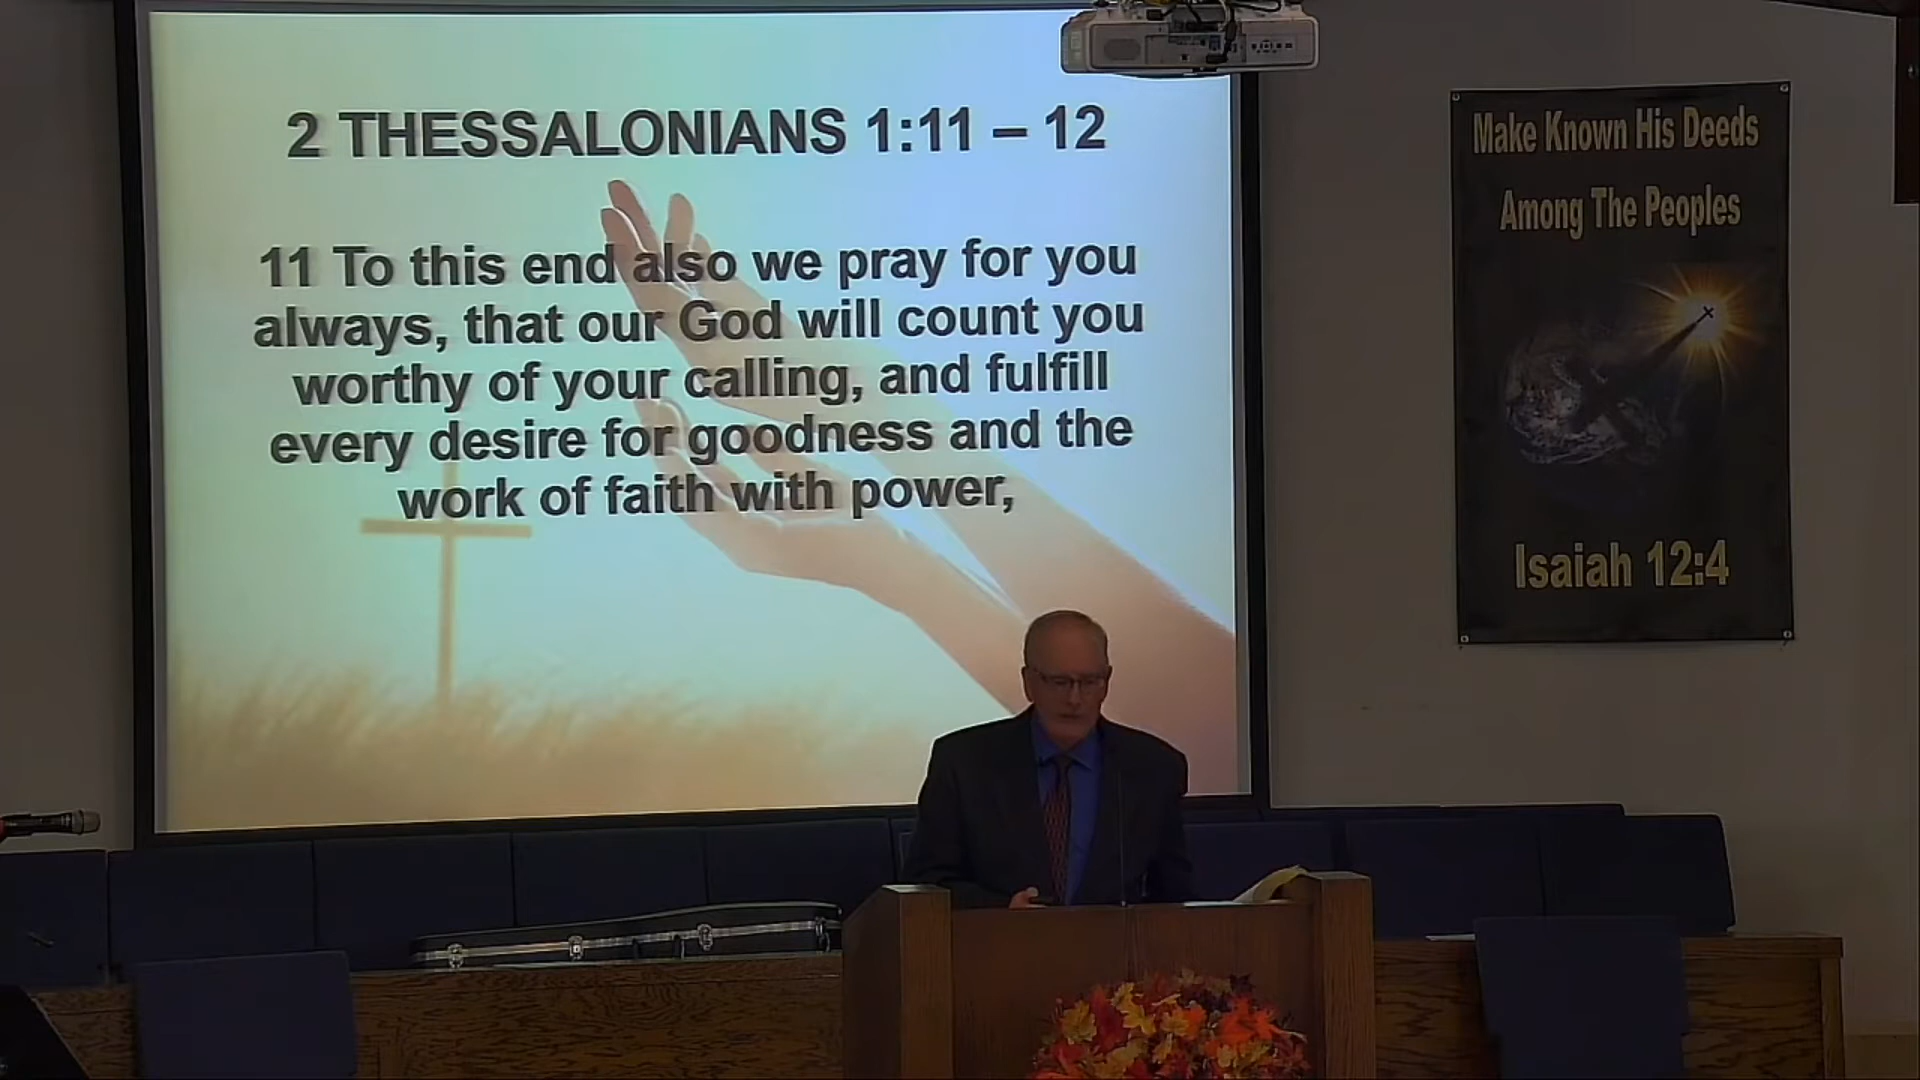 2 THESSALONIANS 1:11 – 12
11 To this end also we pray for you
always, that our God will count you
worthy of your calling, and fulfill
every desire for goodness and the
work of faith with power,
Make Known His Deeds
Among The Peoples
Isaiah 12:4